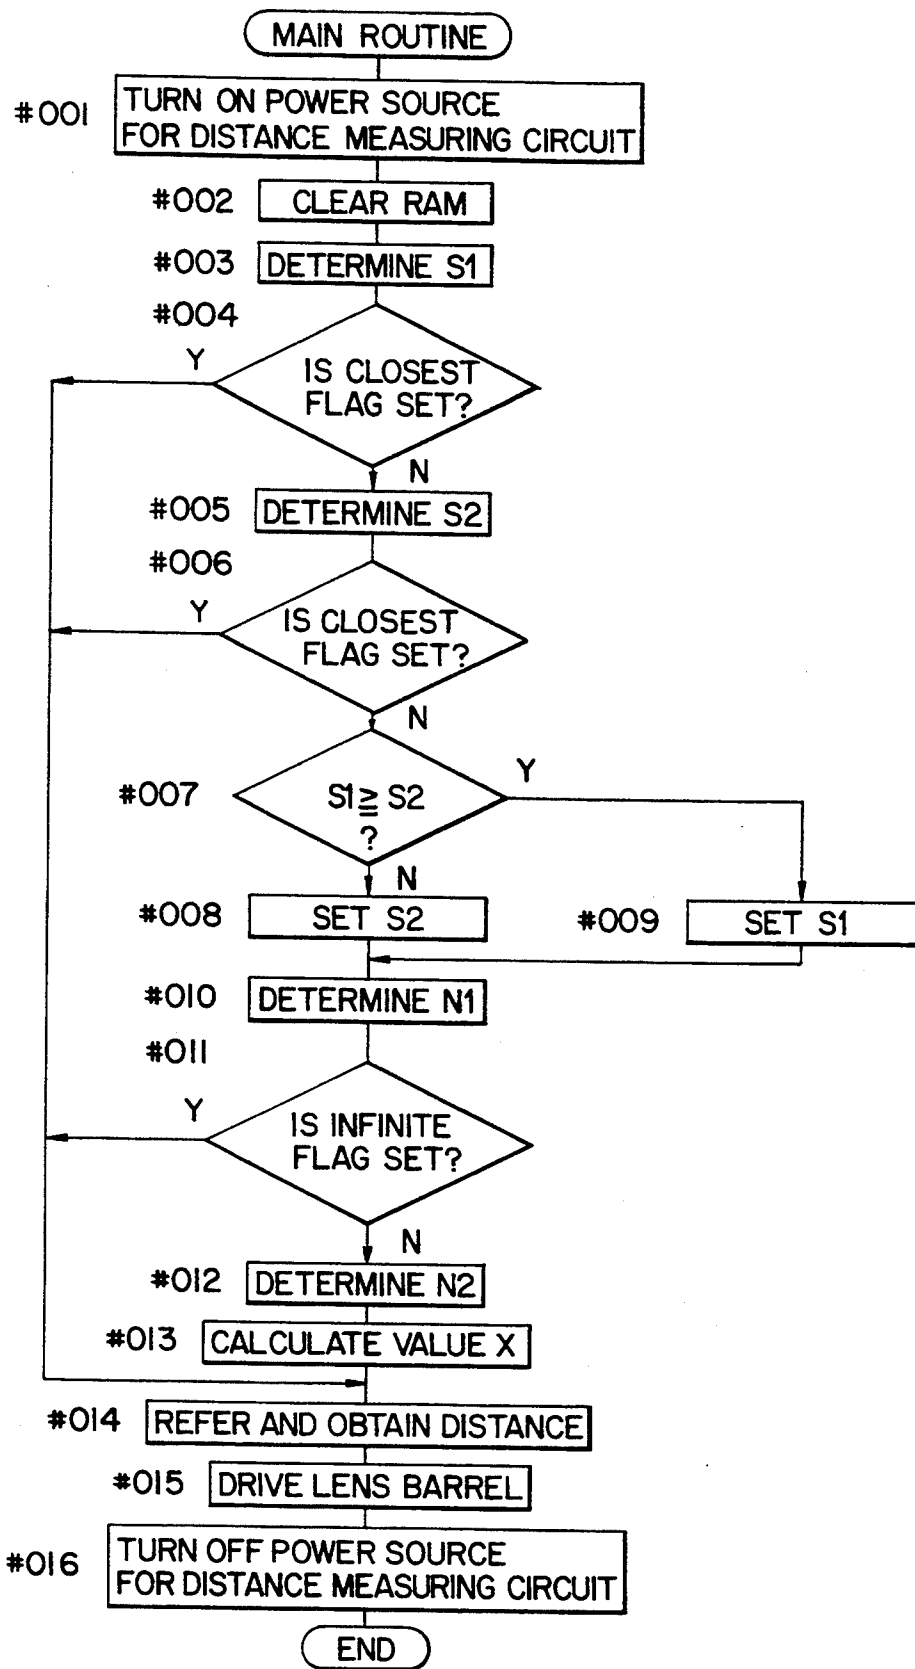 MAIN ROUTINE
#001
TURN ON POWER SOURCE
FOR DISTANCE MEASURING CIRCUIT
#002
CLEAR RAM
#003
DETERMINE S1
#004
Y
IS CLOSEST
FLAG SET?
N
#005
DETERMINE S2
#006
Y
IS CLOSEST
FLAG SET?
N
#007
S1 ≧ S2
?
Y
N
#008
SET S2
#009
SET S1
#010
DETERMINE N1
#011
Y
IS INFINITE
FLAG SET?
N
#012
DETERMINE N2
#013
CALCULATE VALUE X
#014
REFER AND OBTAIN DISTANCE
#015
DRIVE LENS BARREL
#016
TURN OFF POWER SOURCE
FOR DISTANCE MEASURING CIRCUIT
END